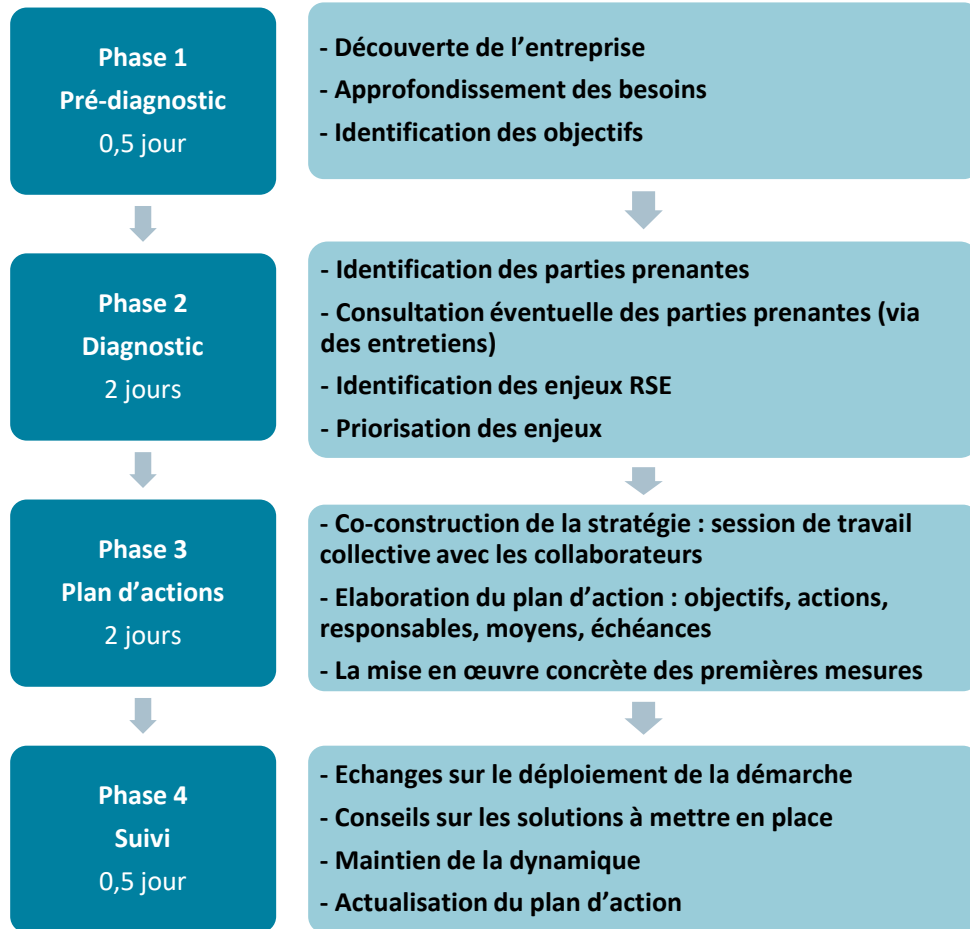 Phase 1
Pré-diagnostic
0,5 jour
- Découverte de l’entreprise
- Approfondissement des besoins
- Identification des objectifs
Phase 2
Diagnostic
2 jours
- Identification des parties prenantes
- Consultation éventuelle des parties prenantes (via
des entretiens)
- Identification des enjeux RSE
- Priorisation des enjeux
Phase 3
Plan d’actions
2 jours
- Co-construction de la stratégie : session de travail
collective avec les collaborateurs
- Elaboration du plan d’action : objectifs, actions,
responsables, moyens, échéances
- La mise en œuvre concrète des premières mesures
Phase 4
Suivi
0,5 jour
- Echanges sur le déploiement de la démarche
- Conseils sur les solutions à mettre en place
- Maintien de la dynamique
- Actualisation du plan d’action